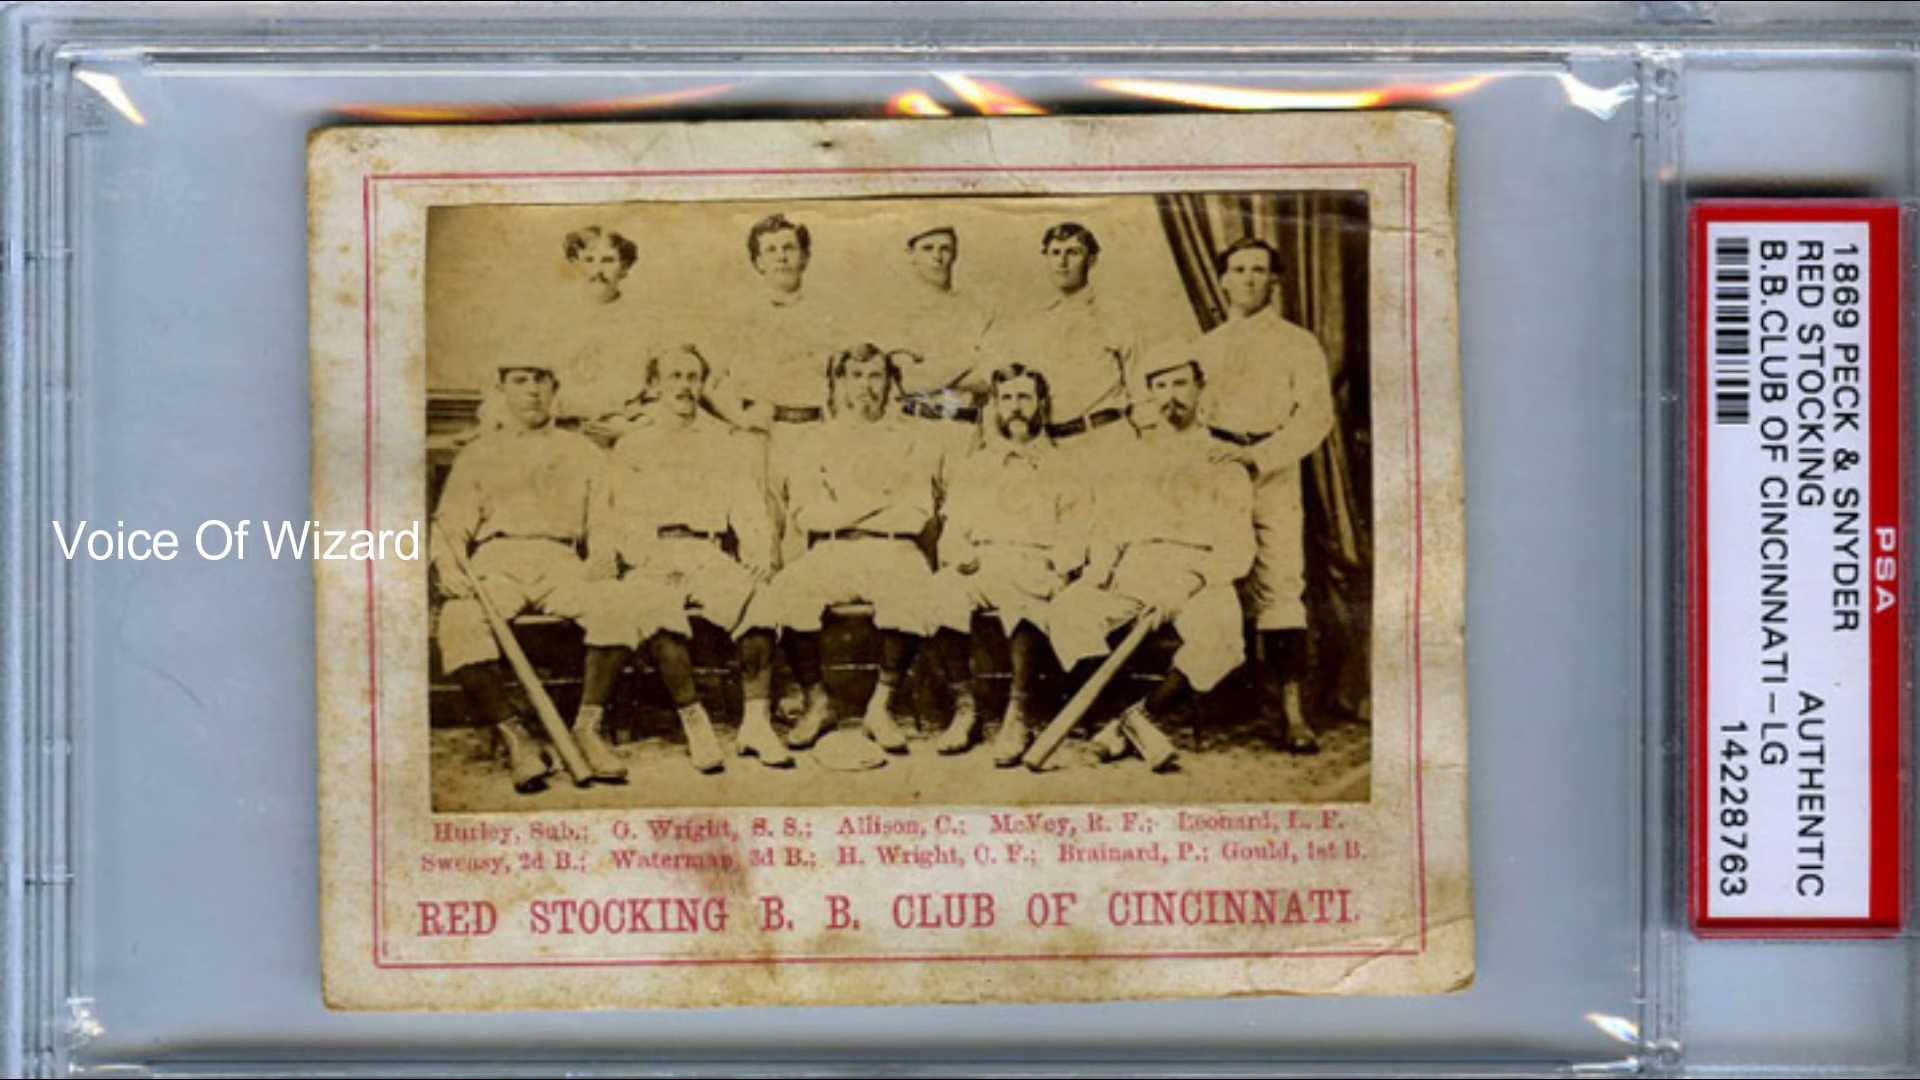 Voice Of Wizard
Hurley, Sub.; G. Wright, S. S.; Allison, C.; McVey, R. F.; Leonard, L. F.
Sweasy, 2d B.; Waterman, 3d B.; H. Wright, C. F.; Brainard, P.; Gould, 1st B.
RED STOCKING B. B. CLUB OF CINCINNATI.
PSA
1869 PECK & SNYDER
RED STOCKING AUTHENTIC
B.B.CLUB OF CINCINNATI-LG
14228763